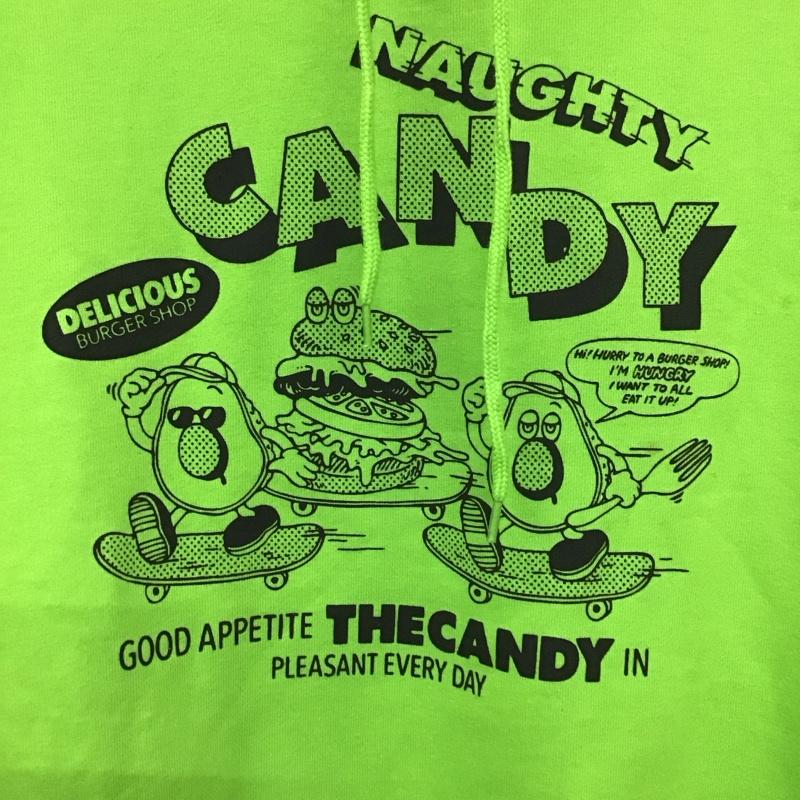 NAUGHTY
CANDY
DELICIOUS
BURGER SHOP
HI! HURRY TO A BURGER SHOP!
I'M HUNGRY
I WANT TO ALL
EAT IT UP!
GOOD APPETITE THECANDY IN
PLEASANT EVERY DAY